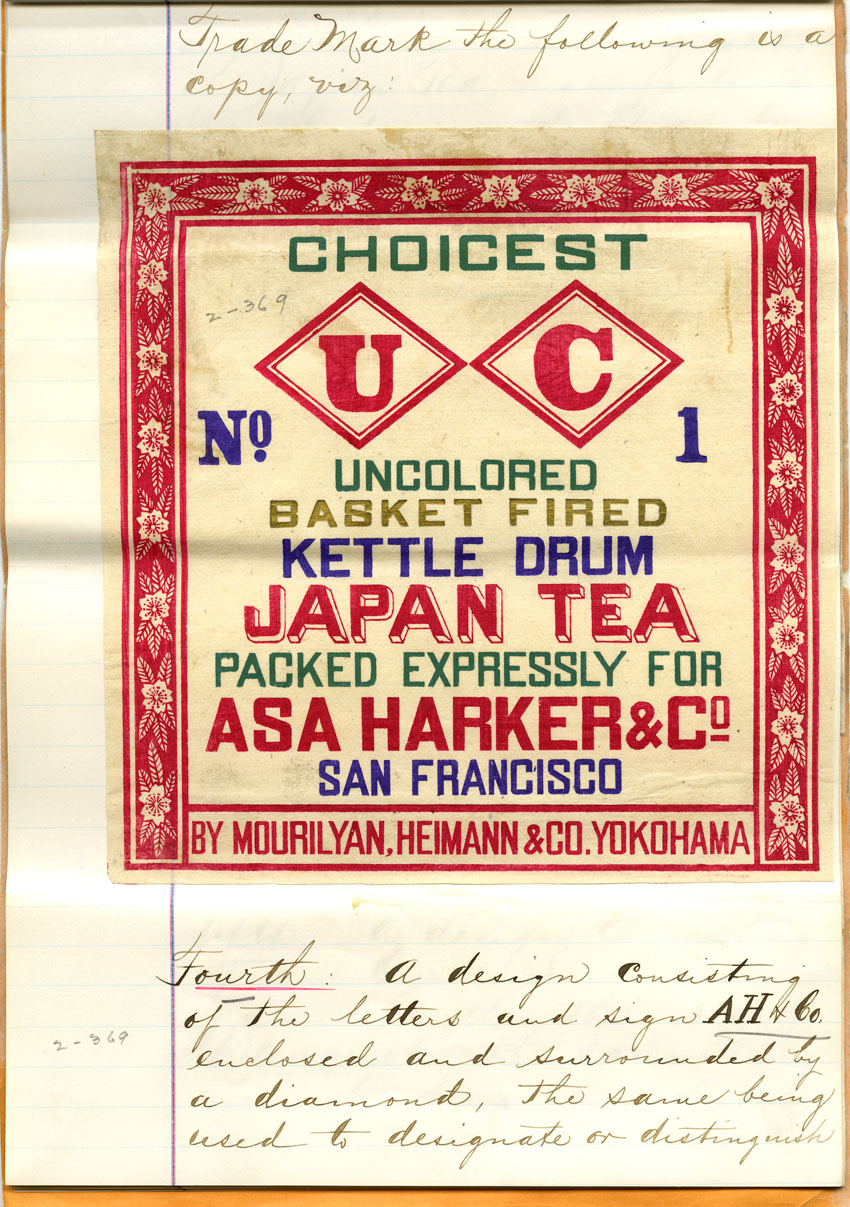 Trade Mark the following is a
copy, viz:
CHOICEST
2-369
U C
Nº 1
UNCOLORED
BASKET FIRED
KETTLE DRUM
JAPAN TEA
PACKED EXPRESSLY FOR
ASA HARKER & Cº
SAN FRANCISCO
BY MOURILYAN, HEIMANN & CO. YOKOHAMA
Fourth: A design consisting
of the letters and sign AH & Co.
2-369
enclosed and surrounded by
a diamond, the same being
used to designate or distinguish